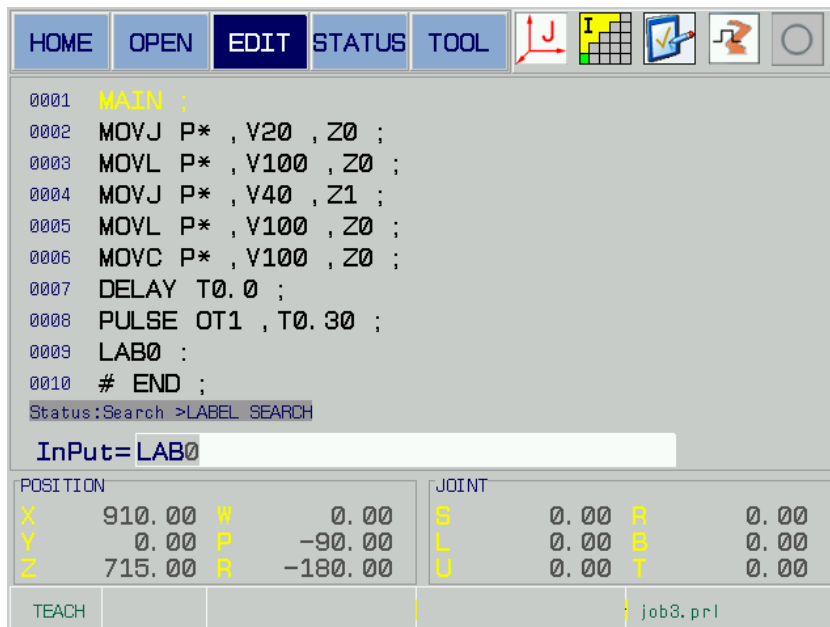 HOME OPEN EDIT STATUS TOOL J I
0001 MAIN ;
0002 MOVJ P* ,V20 ,Z0 ;
0003 MOVL P* ,V100 ,Z0 ;
0004 MOVJ P* ,V40 ,Z1 ;
0005 MOVL P* ,V100 ,Z0 ;
0006 MOVC P* ,V100 ,Z0 ;
0007 DELAY T0.0 ;
0008 PULSE OT1 ,T0.30 ;
0009 LAB0 :
0010 # END ;
Status:Search >LABEL SEARCH
InPut=LAB0
POSITION JOINT
X 910.00 W 0.00 S 0.00 R 0.00
Y 0.00 P -90.00 L 0.00 B 0.00
Z 715.00 R -180.00 U 0.00 T 0.00
TEACH job3.prl